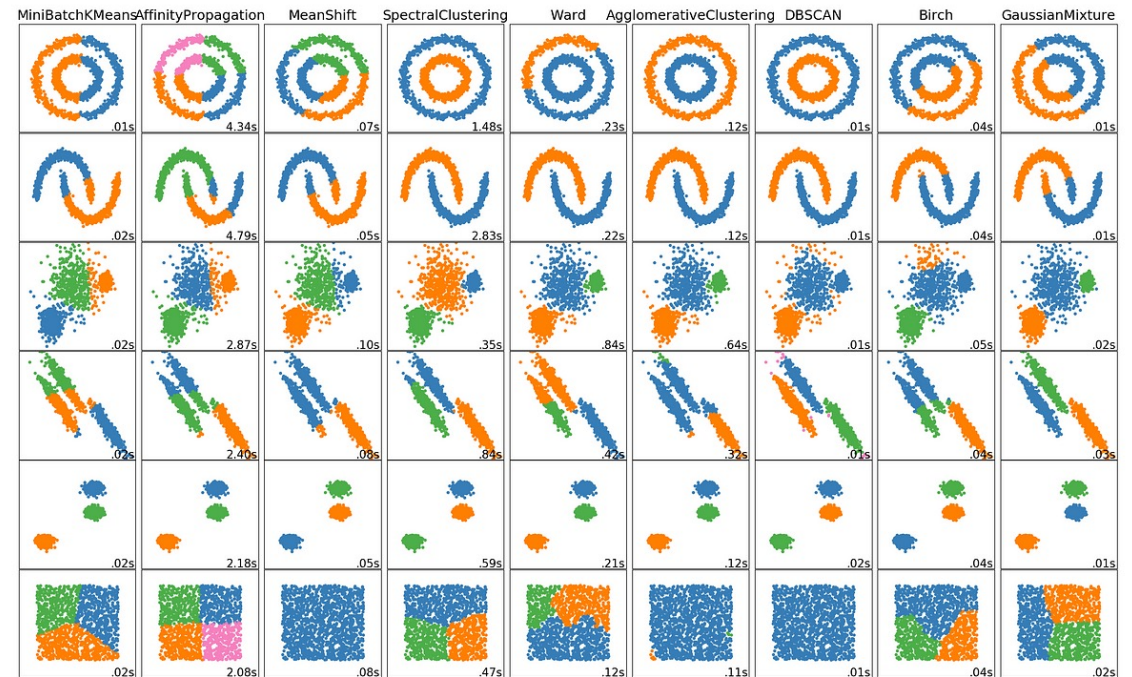 MiniBatchKMeans AffinityPropagation MeanShift SpectralClustering Ward AgglomerativeClustering DBSCAN Birch GaussianMixture
.01s 4.34s .07s 1.48s .23s .12s .01s .04s .01s
.02s 4.79s .05s 2.83s .22s .12s .01s .04s .01s
.02s 2.87s .10s .35s .84s .64s .01s .05s .02s
.02s 2.40s .08s .84s .42s .32s .01s .04s .03s
.02s 2.18s .05s .59s .21s .12s .02s .04s .01s
.02s 2.08s .08s .47s .12s .11s .01s .04s .02s